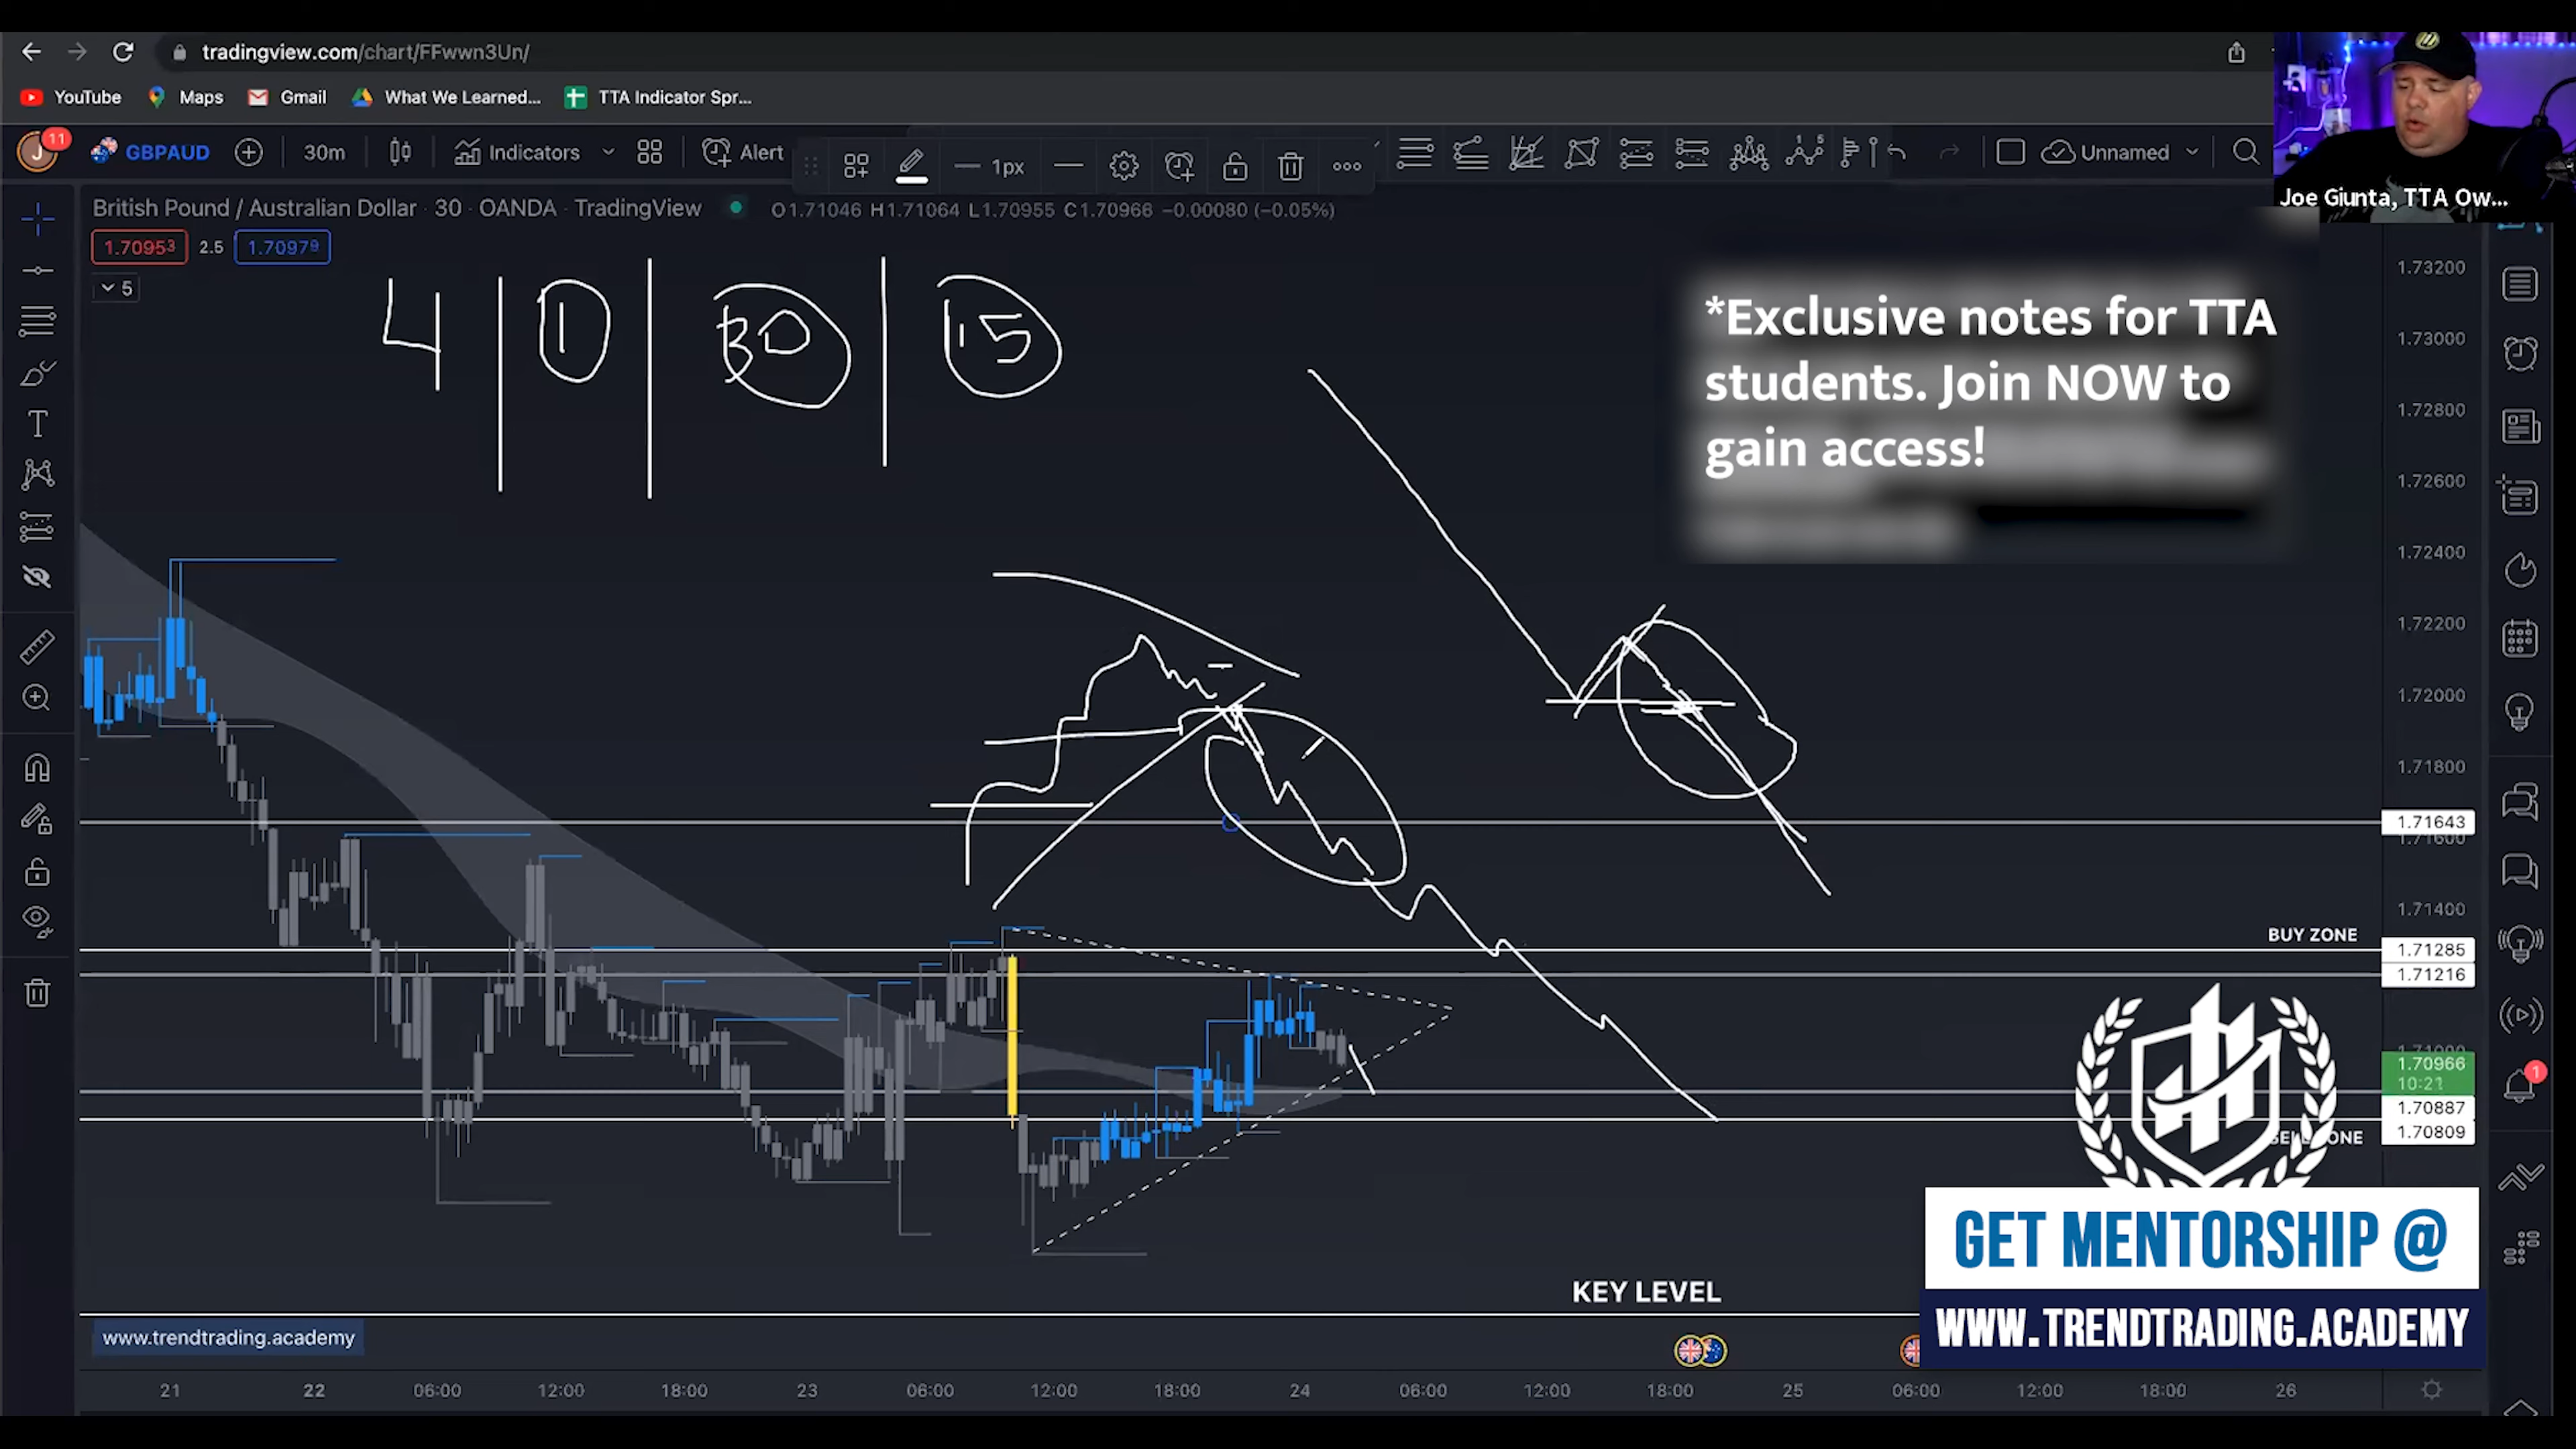 tradingview.com/chart/FFwwn3Un/
YouTube Maps Gmail What We Learned... TTA Indicator Spr...
J 11 GBPAUD 30m Indicators Alert 1px Unnamed
Joe Giunta, TTA Ow...
British Pound / Australian Dollar · 30 · OANDA · TradingView O1.71046 H1.71064 L1.70955 C1.70966 −0.00080 (−0.05%)
1.70953 2.5 1.70979
5
4 1 30 15
*Exclusive notes for TTA
students. Join NOW to
gain access!
1.73200
1.73000
1.72800
1.72600
1.72400
1.72200
1.72000
1.71800
1.71643
1.71600
1.71400
BUY ZONE
1.71285
1.71216
1.71000
1.70966
10:21
1.70887
1.70809
KEY LEVEL
GET MENTORSHIP @
WWW.TRENDTRADING.ACADEMY
www.trendtrading.academy
21 22 06:00 12:00 18:00 23 06:00 12:00 18:00 24 06:00 12:00 18:00 25 06:00 12:00 18:00 26
1